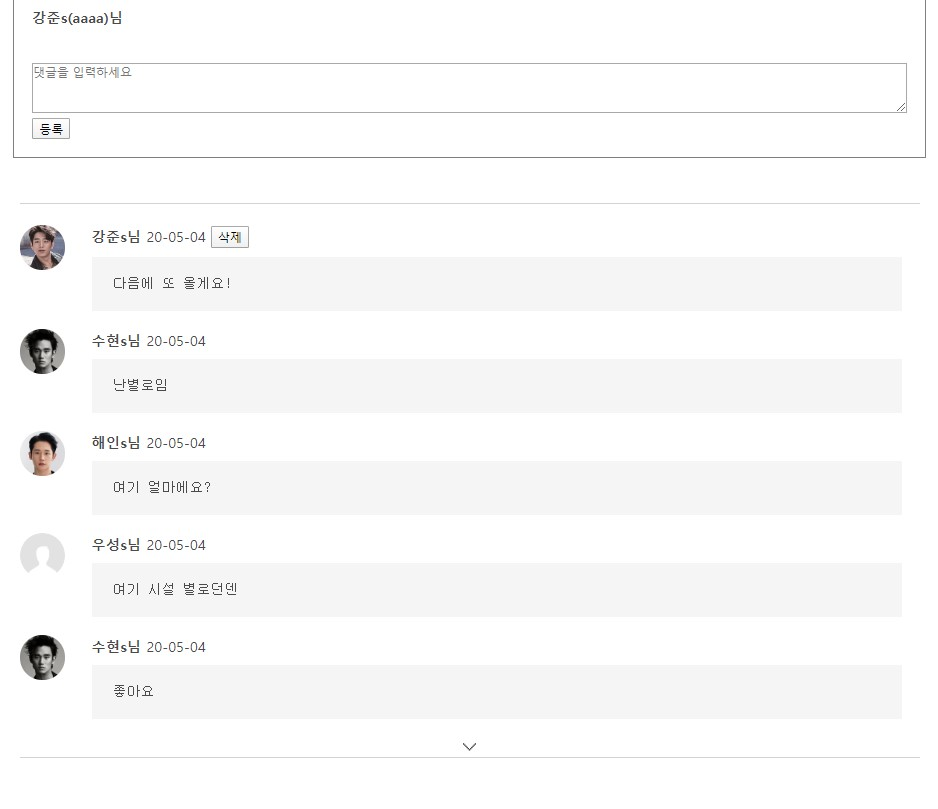 강준s(aaaa)님
댓글을 입력하세요
등록
강준s님 20-05-04 삭제
다음에 또 올게요!
수현s님 20-05-04
난별로임
해인s님 20-05-04
여기 얼마에요?
우성s님 20-05-04
여기 시설 별로던덴
수현s님 20-05-04
좋아요